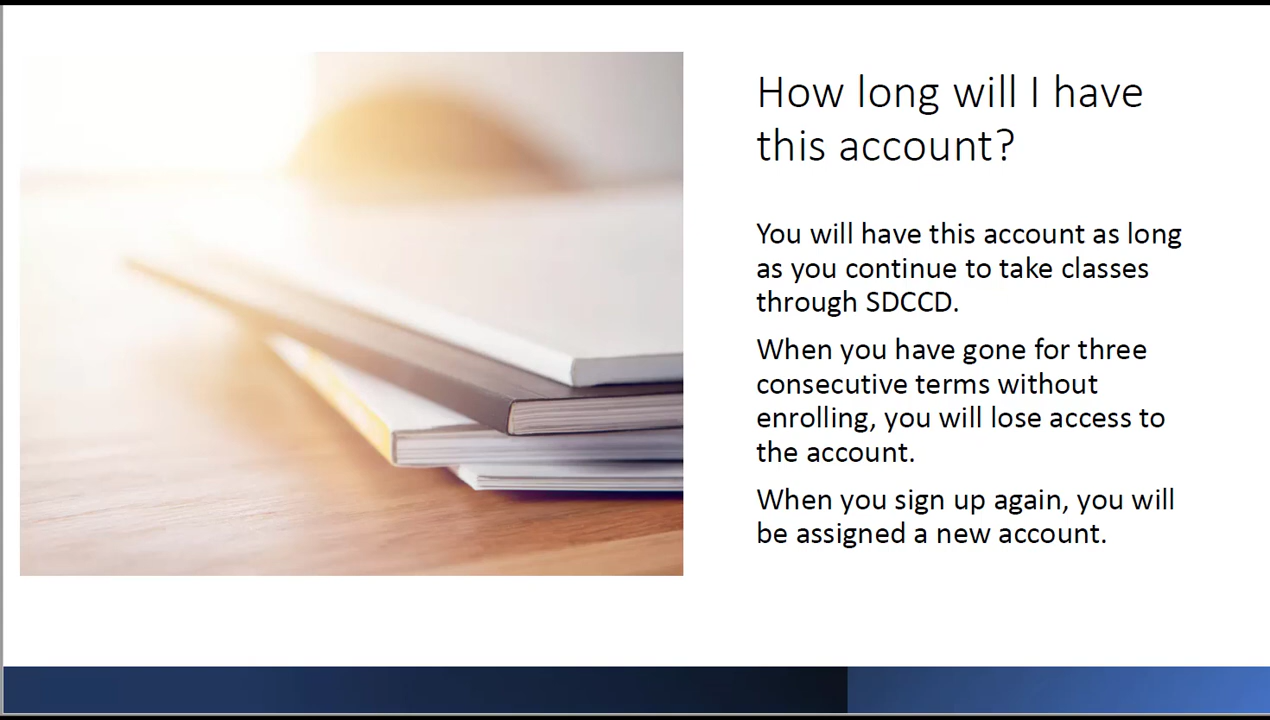 How long will I have
this account?
You will have this account as long
as you continue to take classes
through SDCCD.
When you have gone for three
consecutive terms without
enrolling, you will lose access to
the account.
When you sign up again, you will
be assigned a new account.